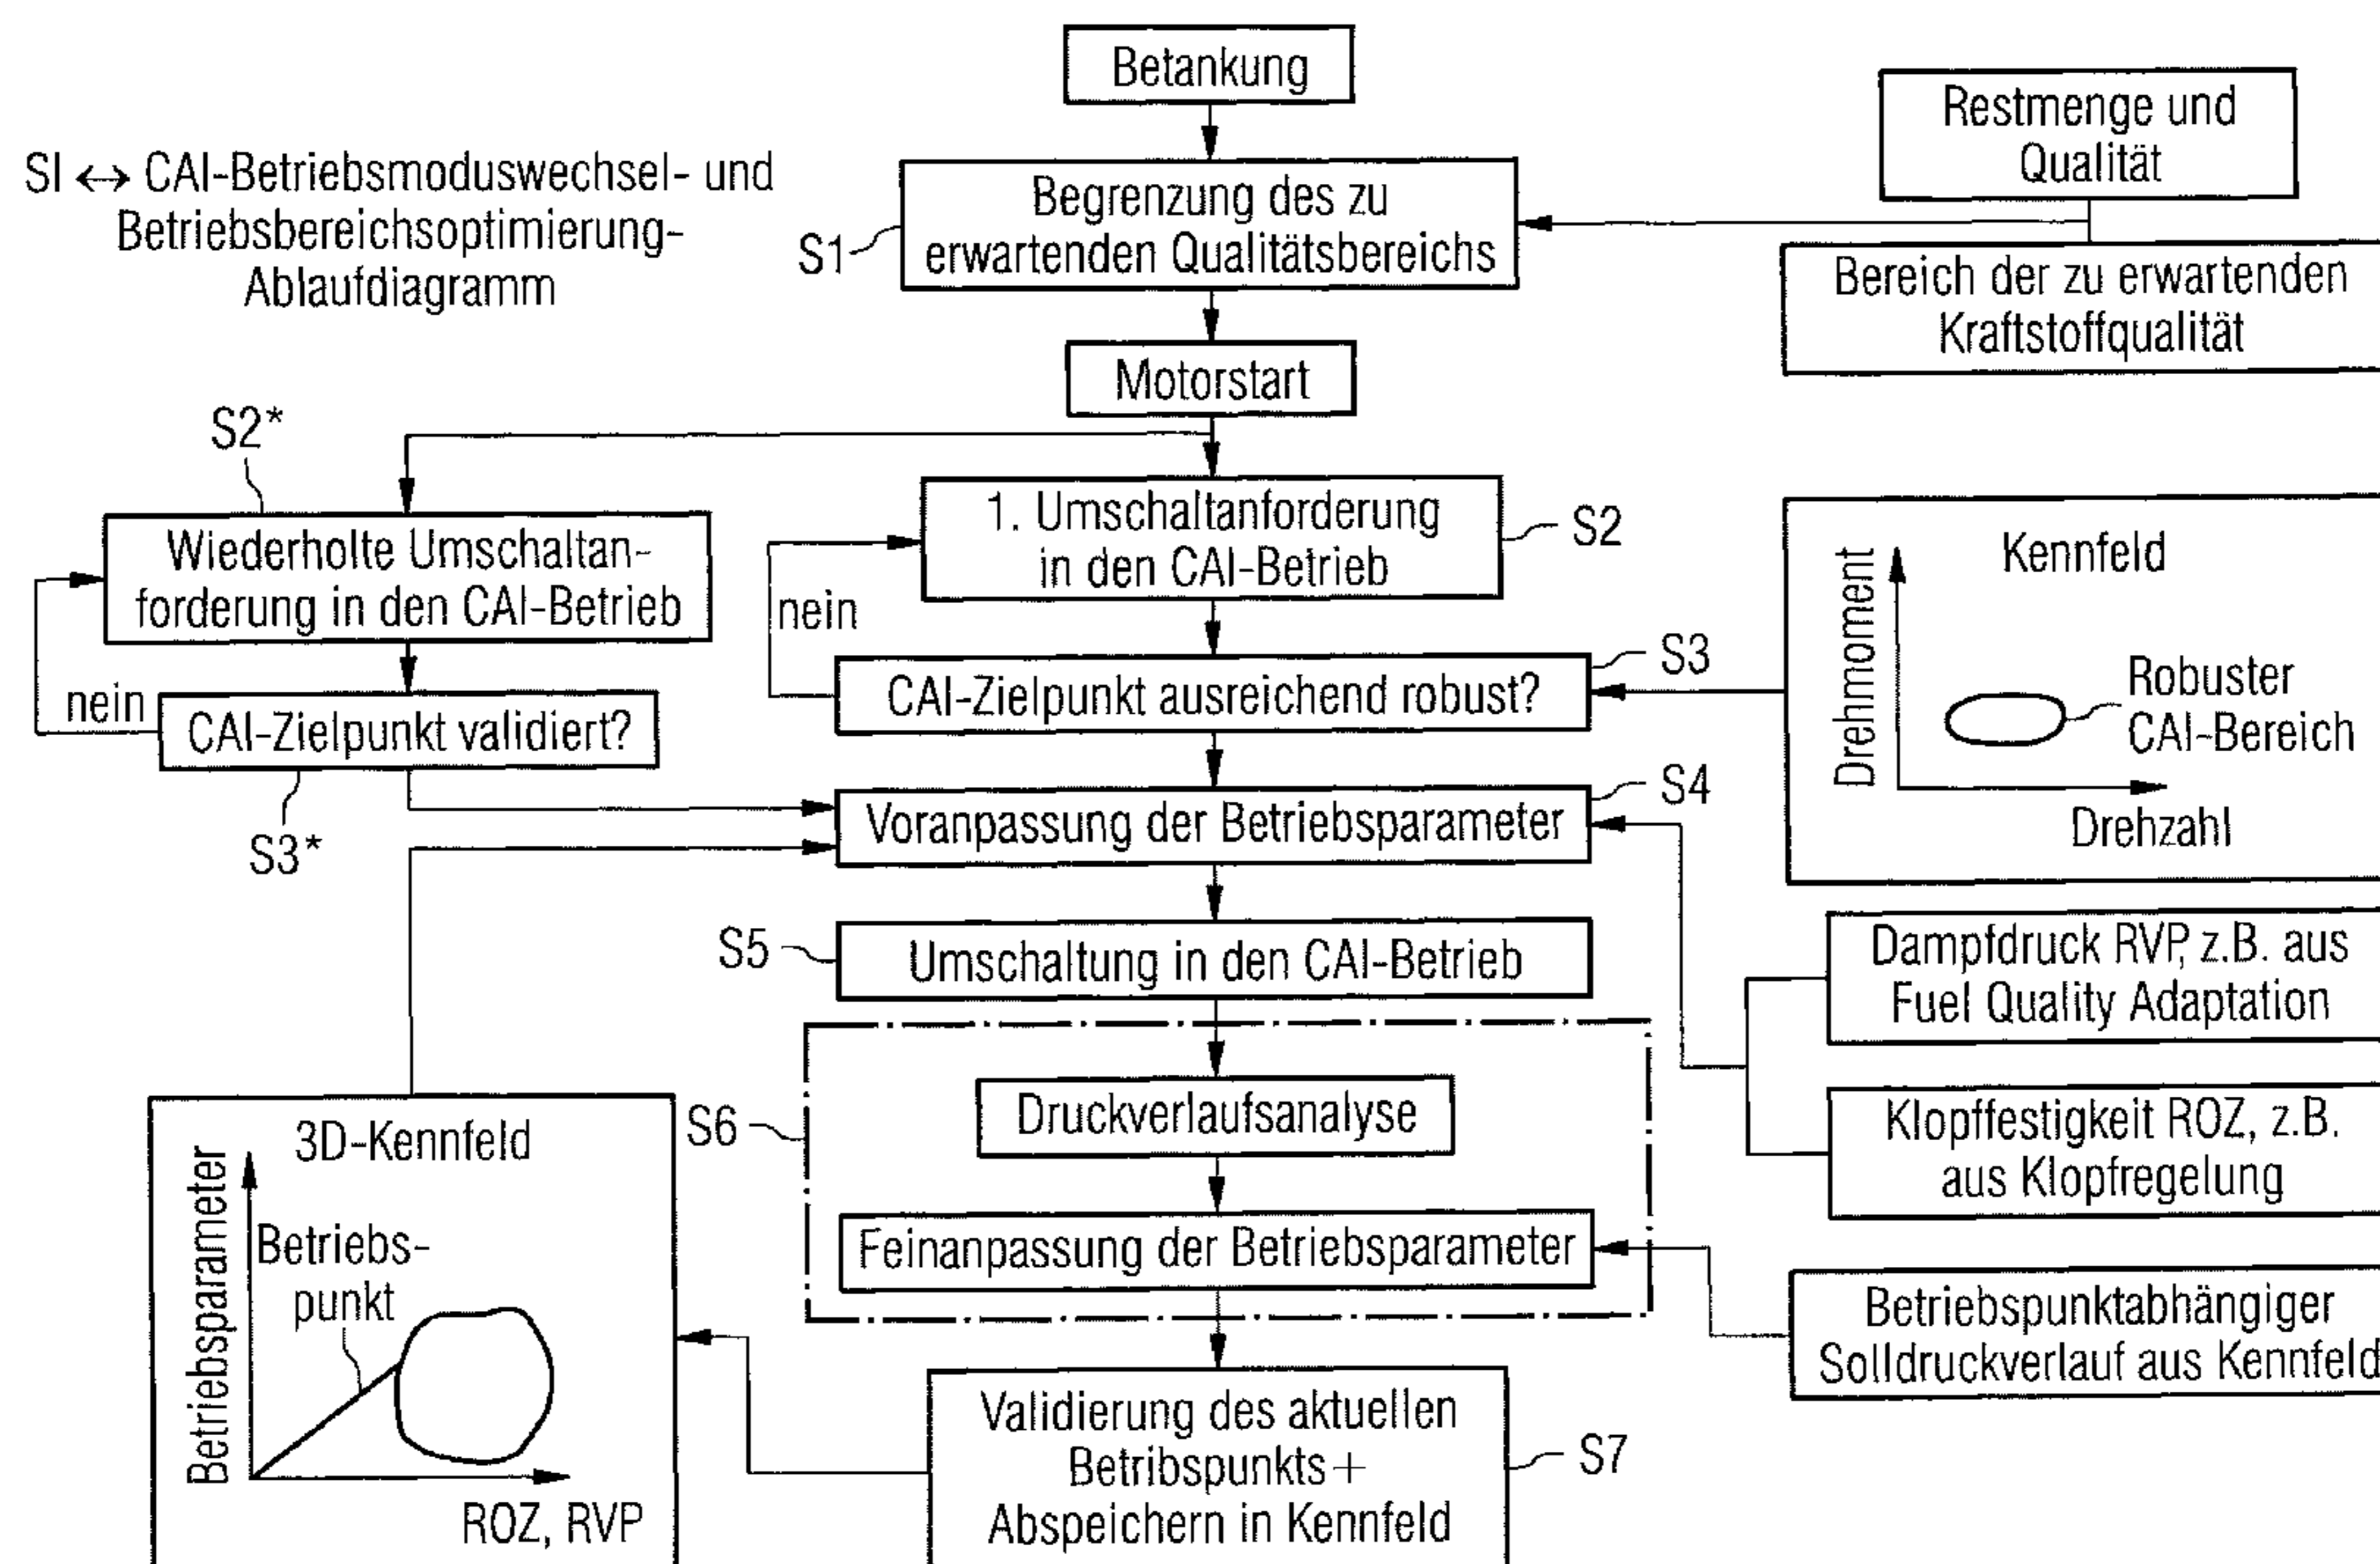 Betankung
Restmenge und
Qualität
SI ↔ CAI-Betriebsmoduswechsel- und
Betriebsbereichsoptimierung-
Ablaufdiagramm
S1
Begrenzung des zu
erwartenden Qualitätsbereichs
Bereich der zu erwartenden
Kraftstoffqualität
Motorstart
S2*
Wiederholte Umschaltan-
forderung in den CAI-Betrieb
nein
CAI-Zielpunkt validiert?
S3*
1. Umschaltanforderung
in den CAI-Betrieb
S2
nein
CAI-Zielpunkt ausreichend robust?
S3
Kennfeld
Drehmoment
Robuster
CAI-Bereich
Drehzahl
Voranpassung der Betriebsparameter
S4
S5
Umschaltung in den CAI-Betrieb
Dampfdruck RVP, z.B. aus
Fuel Quality Adaptation
Klopffestigkeit ROZ, z.B.
aus Klopfregelung
S6
Druckverlaufsanalyse
Feinanpassung der Betriebsparameter
Betriebspunktabhängiger
Solldruckverlauf aus Kennfeld
3D-Kennfeld
Betriebsparameter
Betriebs-
punkt
ROZ, RVP
Validierung des aktuellen
Betribspunkts+
Abspeichern in Kennfeld
S7